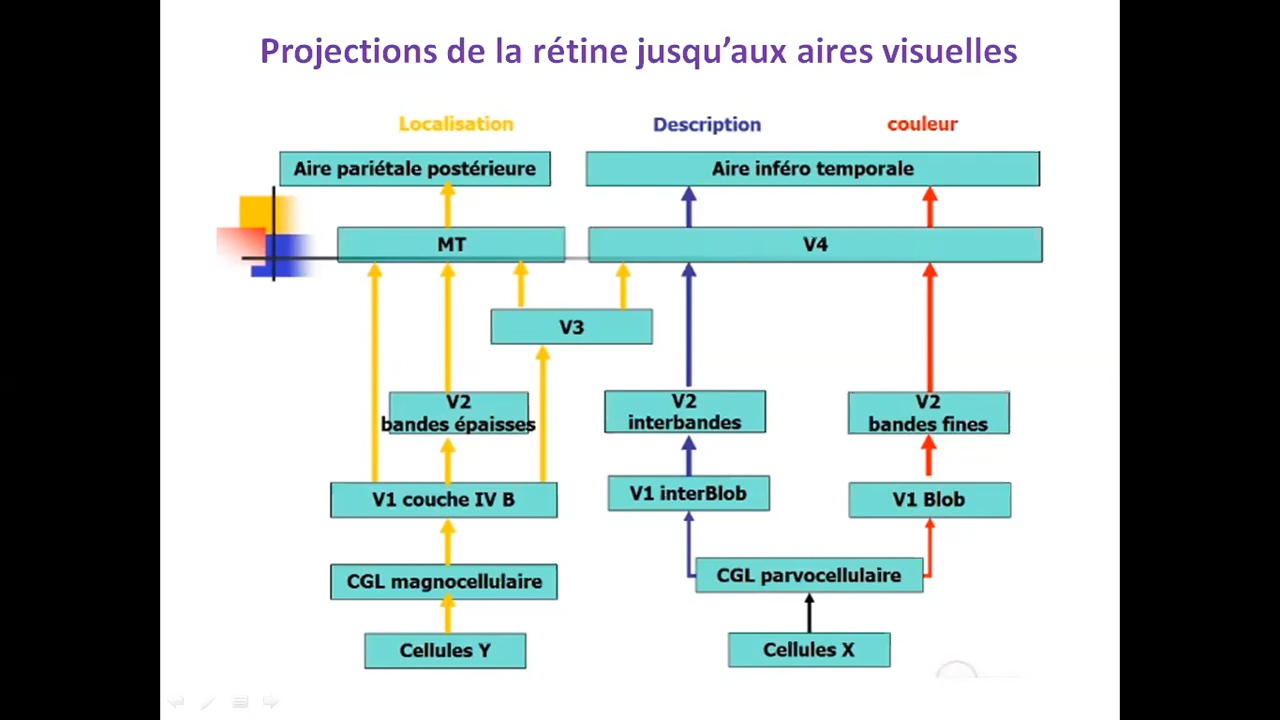 Projections de la rétine jusqu'aux aires visuelles
Localisation
Description
couleur
Aire pariétale postérieure
Aire inféro temporale
MT
V4
V3
V2
bandes épaisses
V2
interbandes
V2
bandes fines
V1 couche IV B
V1 interBlob
V1 Blob
CGL magnocellulaire
CGL parvocellulaire
Cellules Y
Cellules X